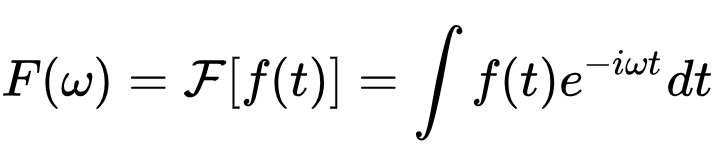 F(ω) = ℱ[f(t)] = ∫ f(t)e^{-iωt} dt